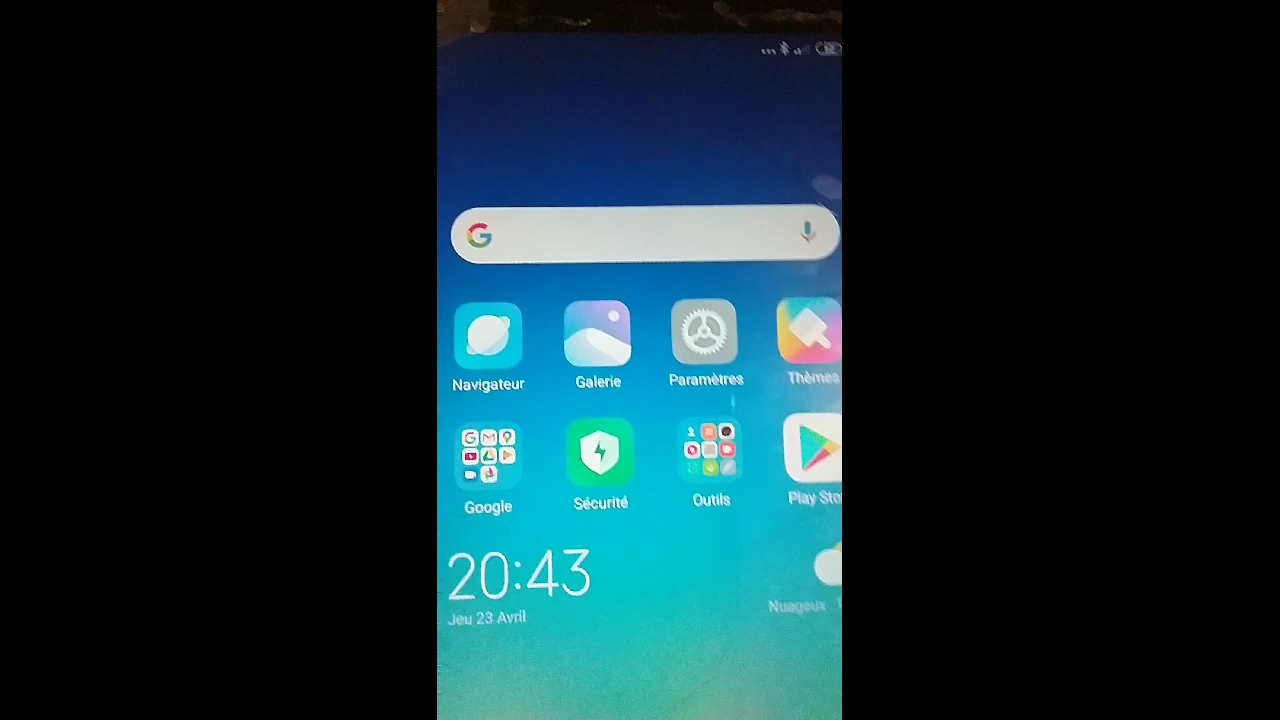 Navigateur Galerie Paramètres Thèmes
Google Sécurité Outils Play Sto
20:43
Jeu 23 Avril
Nuageux